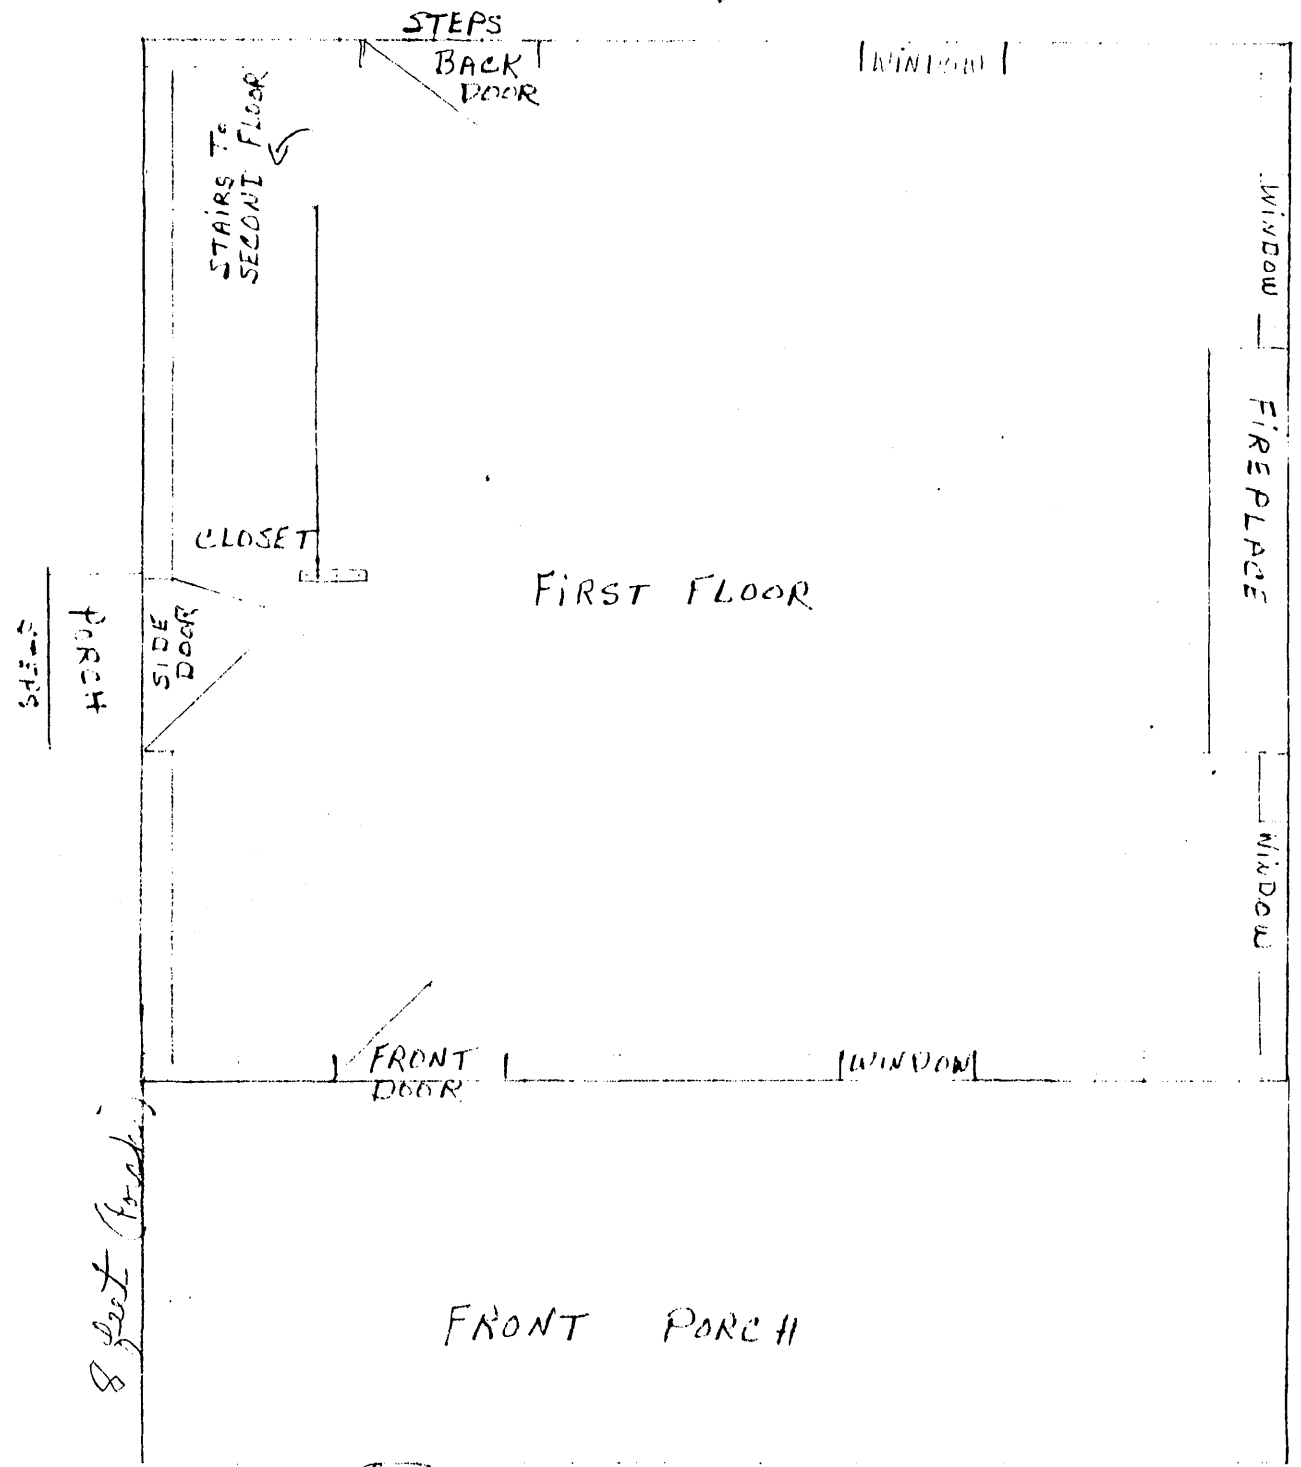 STEPS
BACK
DOOR
WINDOW
STAIRS TO
SECOND FLOOR
WINDOW
FIREPLACE
CLOSET
FIRST FLOOR
STEPS
PORCH
SIDE
DOOR
WINDOW
FRONT
DOOR
WINDOW
8 feet
FRONT PORCH